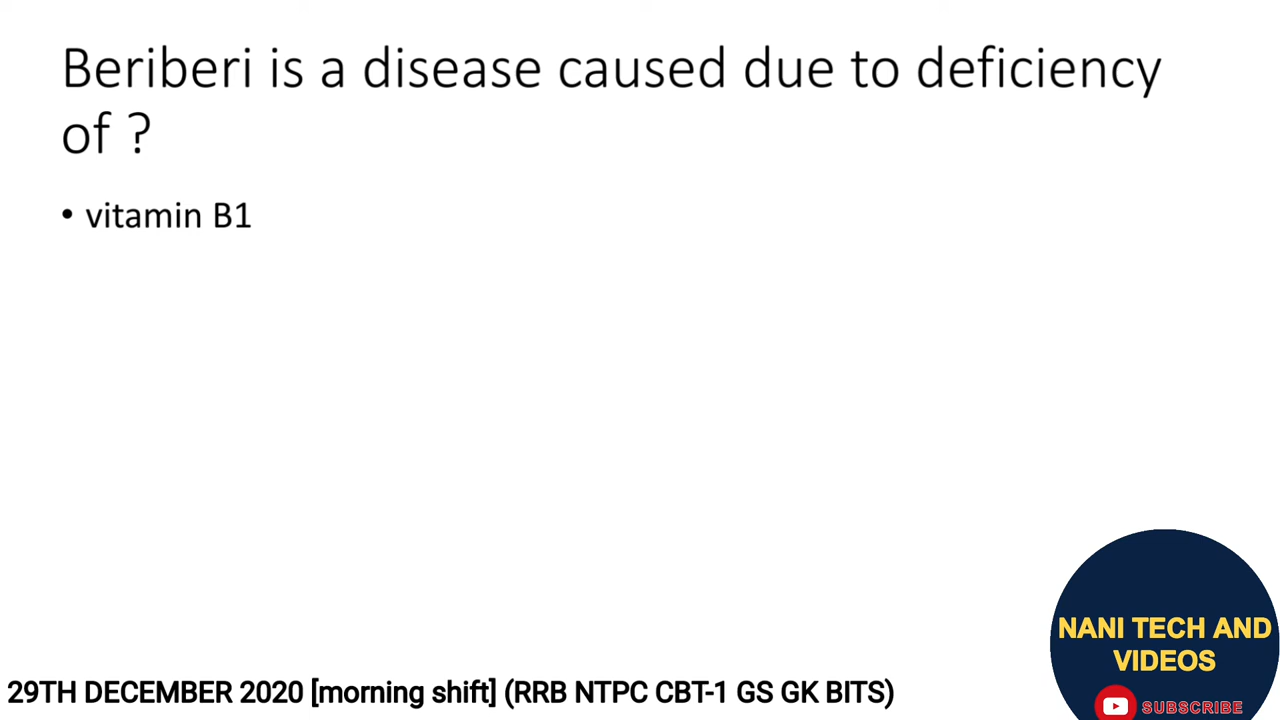 Beriberi is a disease caused due to deficiency
of ?
• vitamin B1
NANI TECH AND
VIDEOS
SUBSCRIBE
29TH DECEMBER 2020 [morning shift] (RRB NTPC CBT-1 GS GK BITS)